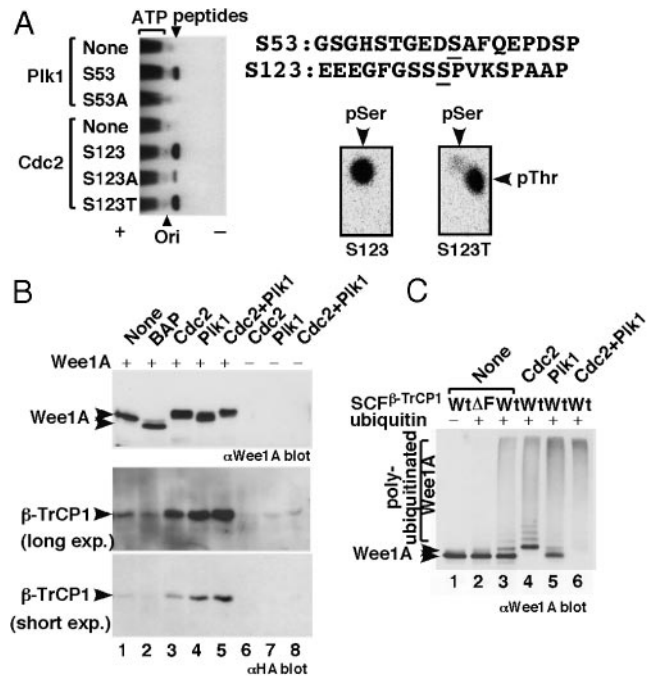 A
ATP peptides
Plk1
None
S53
S53A
Cdc2
None
S123
S123A
S123T
+ Ori −
S53:GSGHSTGEDSAFQEPDSP
S123:EEEGFGSSSPVKSPAAP
pSer pSer
pThr
S123 S123T
B
None BAP Cdc2 Plk1 Cdc2+Plk1 Cdc2 Plk1 Cdc2+Plk1
Wee1A + + + + + − − −
Wee1A
αWee1A blot
β-TrCP1
(long exp.)
β-TrCP1
(short exp.)
1 2 3 4 5 6 7 8
αHA blot
C
None Cdc2 Plk1 Cdc2+Plk1
SCFβ-TrCP1 Wt ΔF Wt Wt Wt Wt
ubiquitin − + + + + +
poly-
ubiquitinated
Wee1A
Wee1A
1 2 3 4 5 6
αWee1A blot